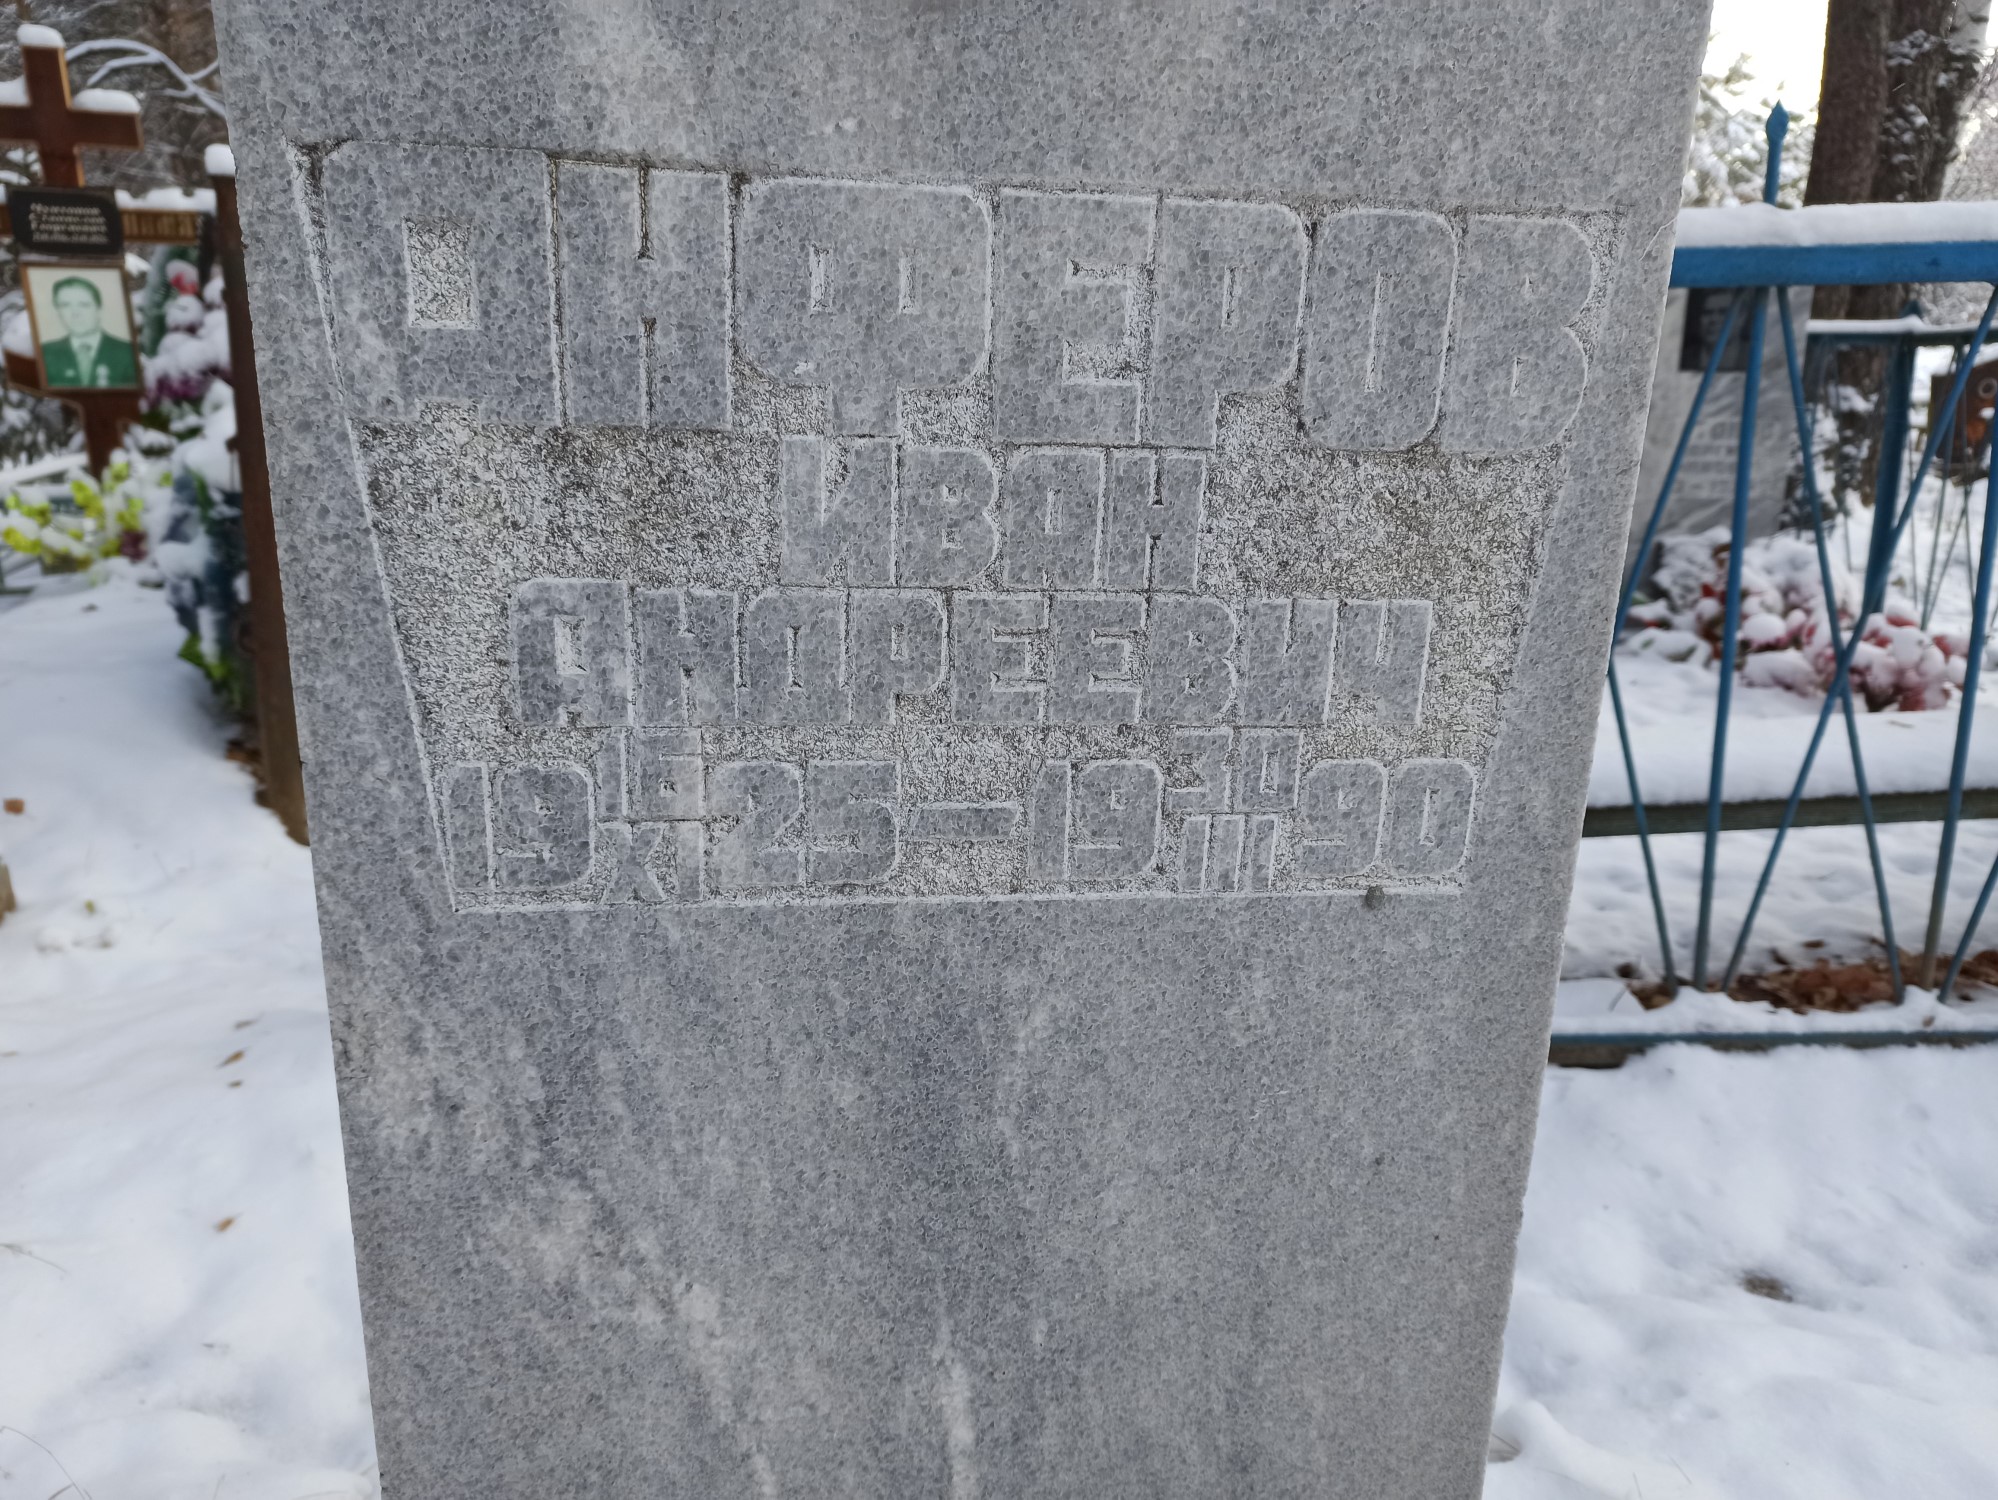 АНФЕРОВ
ИВАН
АНДРЕЕВИЧ
19 16/XI 25 — 19 30/III 90